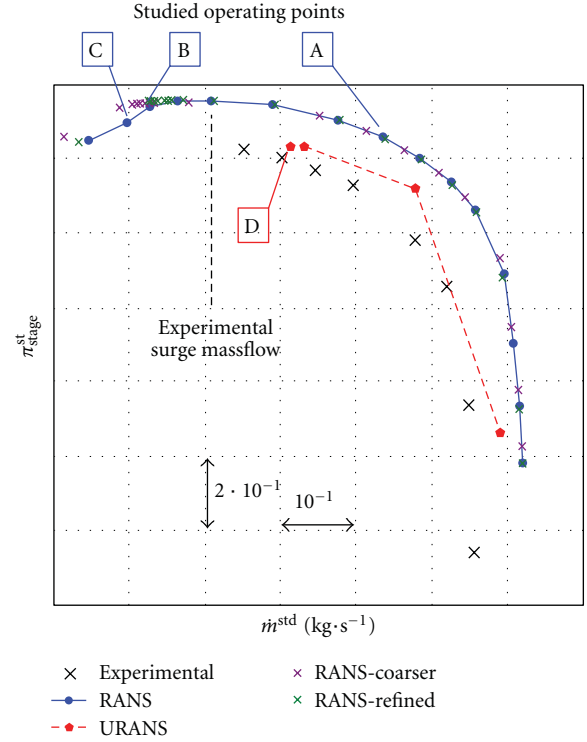 Studied operating points
C
B
A
D
Experimental
surge massflow
π^st_stage
2 · 10⁻¹
10⁻¹
ṁ^std (kg·s⁻¹)
Experimental
RANS
URANS
RANS-coarser
RANS-refined